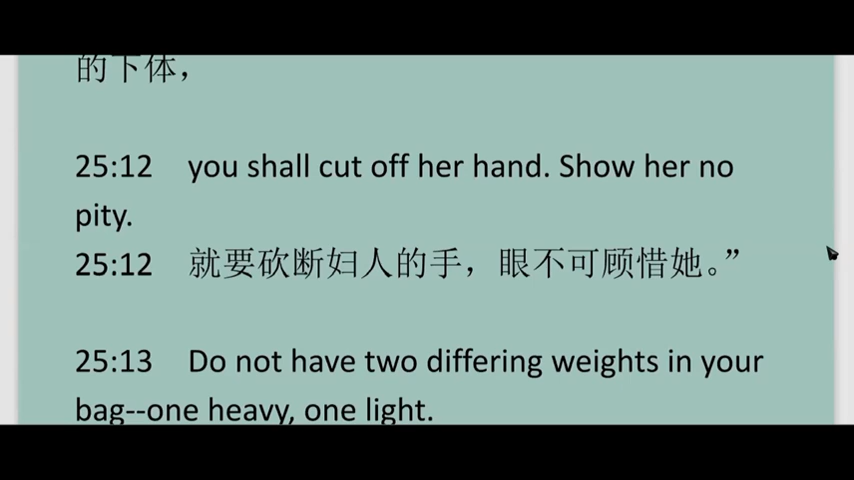 的下体，
25:12 you shall cut off her hand. Show her no
pity.
25:12 就要砍断妇人的手，眼不可顾惜她。”
25:13 Do not have two differing weights in your
bag--one heavy, one light.